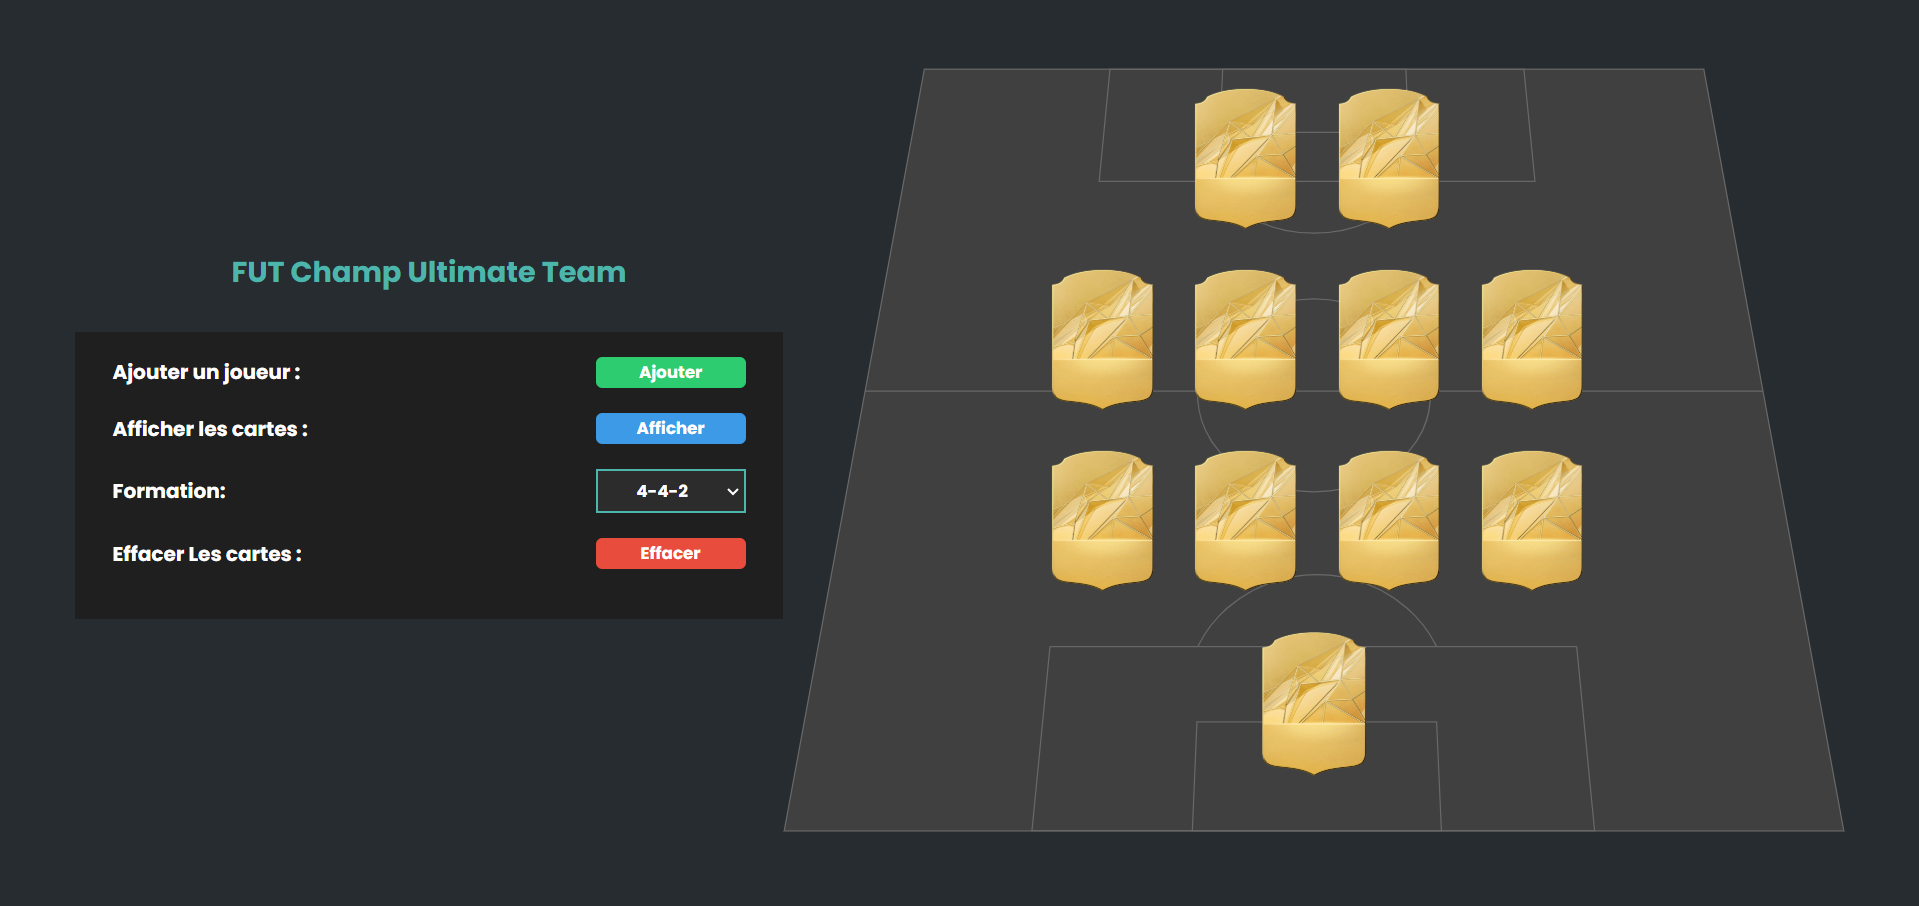 FUT Champ Ultimate Team
Ajouter un joueur : Ajouter
Afficher les cartes : Afficher
Formation: 4-4-2
Effacer Les cartes : Effacer